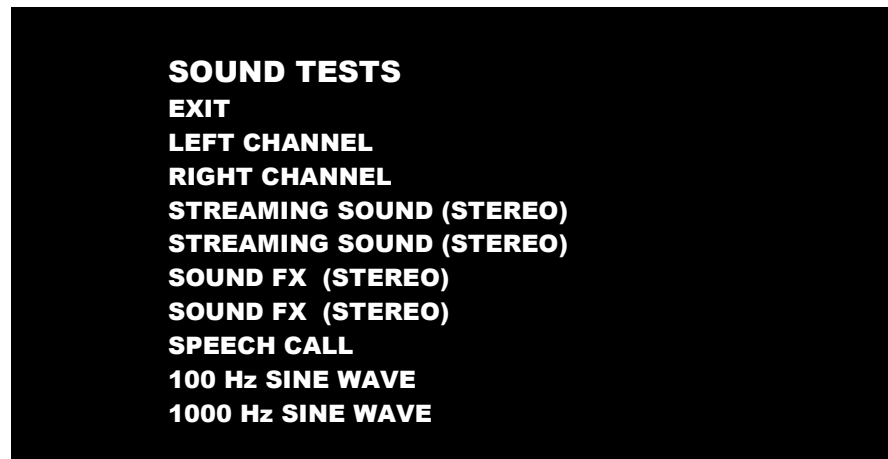 SOUND TESTS
EXIT
LEFT CHANNEL
RIGHT CHANNEL
STREAMING SOUND (STEREO)
STREAMING SOUND (STEREO)
SOUND FX  (STEREO)
SOUND FX  (STEREO)
SPEECH CALL
100 Hz SINE WAVE
1000 Hz SINE WAVE